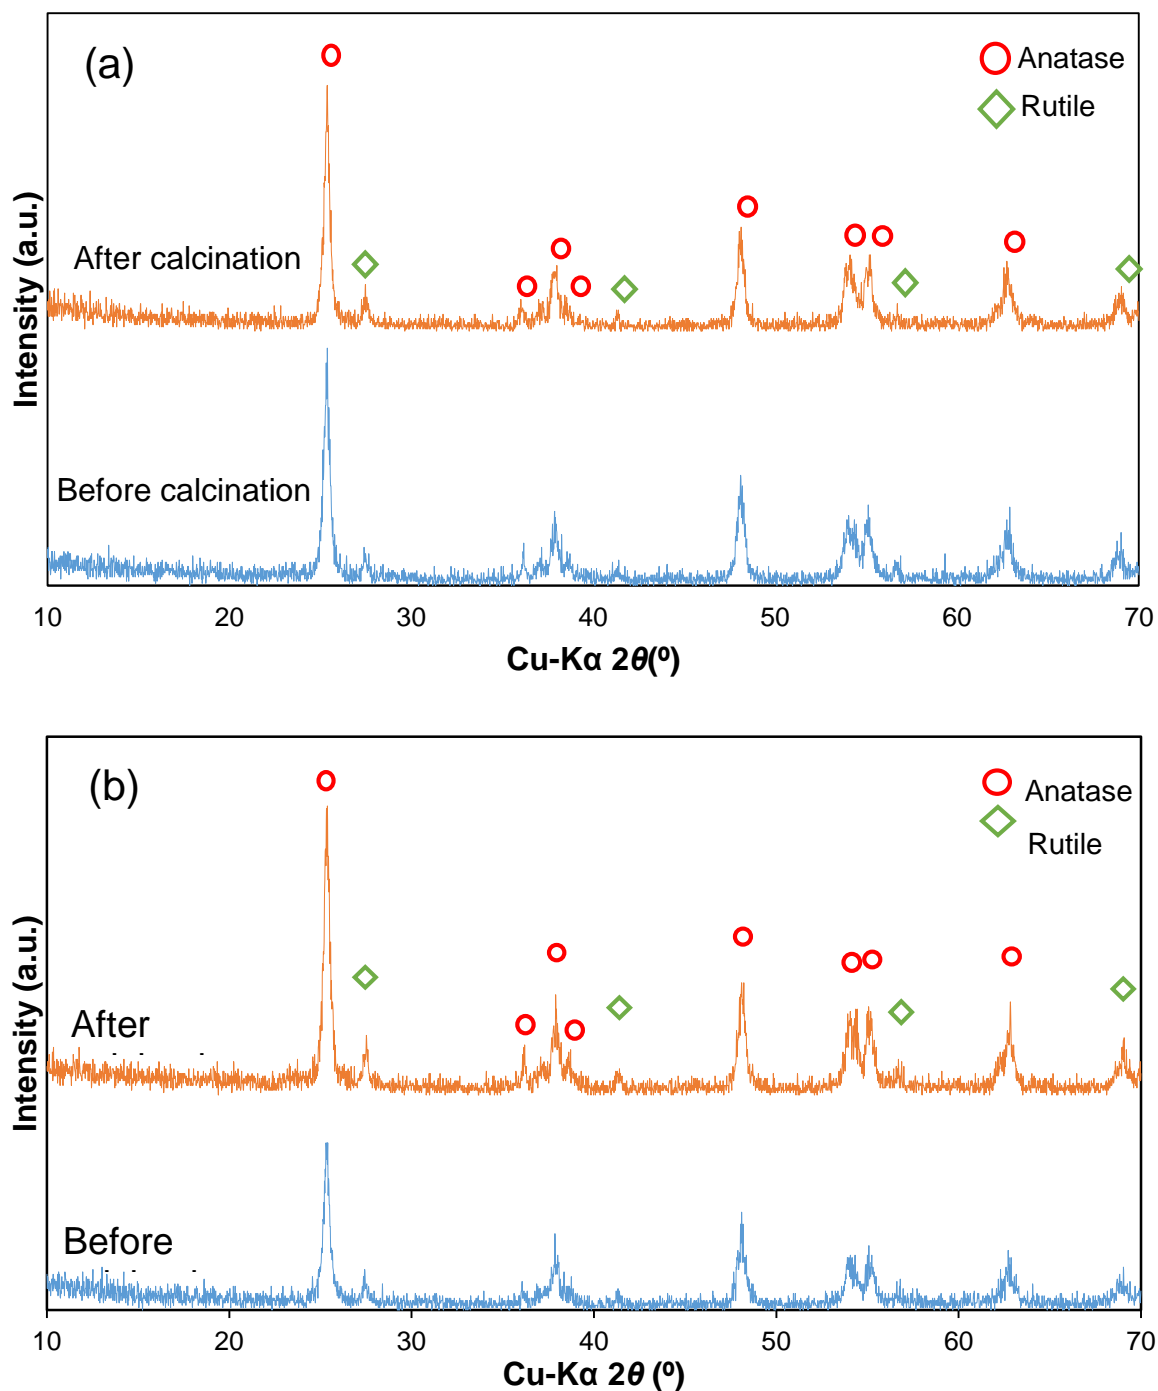 (a)
Anatase
Rutile
After calcination
Before calcination
Intensity (a.u.)
10 20 30 40 50 60 70
Cu-Kα 2θ(º)
(b)
Anatase
Rutile
After
Before
Intensity (a.u.)
10 20 30 40 50 60 70
Cu-Kα 2θ (º)